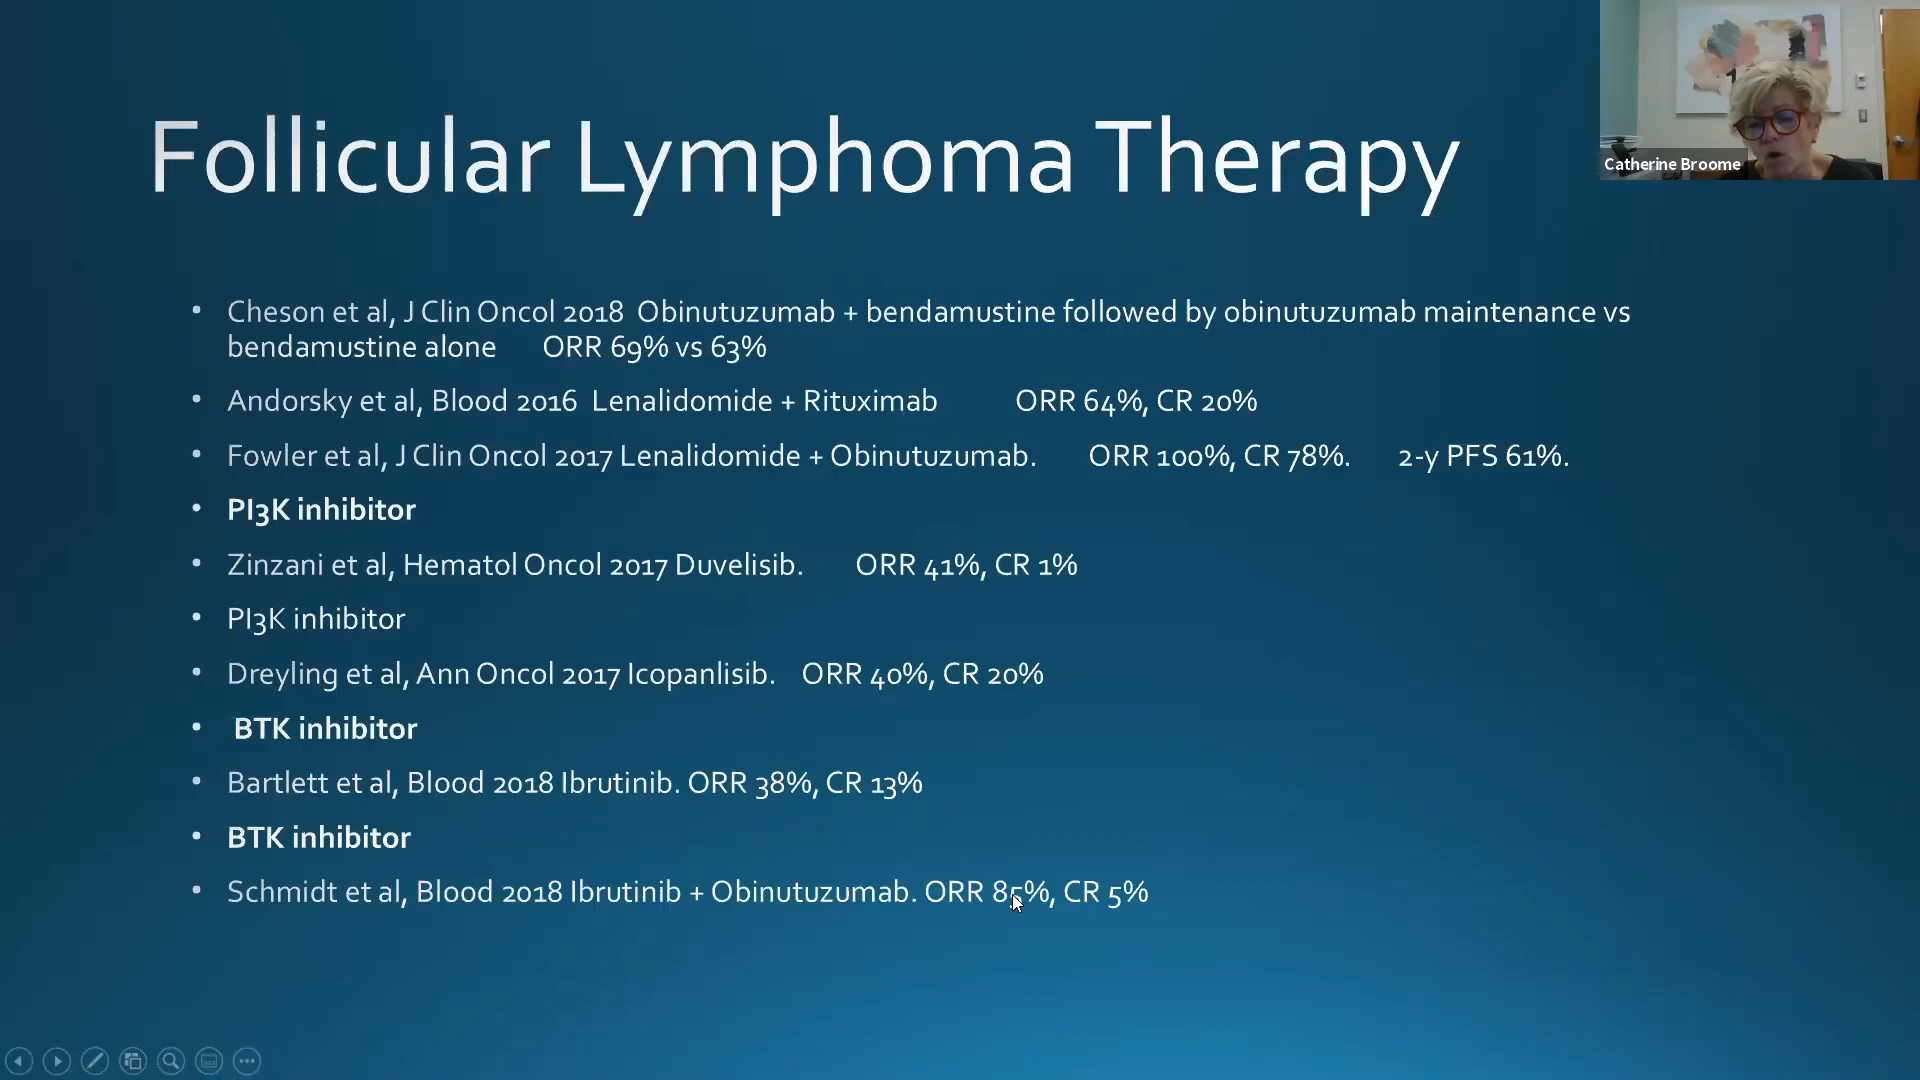 Follicular Lymphoma Therapy
Catherine Broome
• Cheson et al, J Clin Oncol 2018 Obinutuzumab + bendamustine followed by obinutuzumab maintenance vs
bendamustine alone ORR 69% vs 63%
• Andorsky et al, Blood 2016 Lenalidomide + Rituximab ORR 64%, CR 20%
• Fowler et al, J Clin Oncol 2017 Lenalidomide + Obinutuzumab. ORR 100%, CR 78%. 2-y PFS 61%.
• PI3K inhibitor
• Zinzani et al, Hematol Oncol 2017 Duvelisib. ORR 41%, CR 1%
• PI3K inhibitor
• Dreyling et al, Ann Oncol 2017 Icopanlisib. ORR 40%, CR 20%
• BTK inhibitor
• Bartlett et al, Blood 2018 Ibrutinib. ORR 38%, CR 13%
• BTK inhibitor
• Schmidt et al, Blood 2018 Ibrutinib + Obinutuzumab. ORR 85%, CR 5%